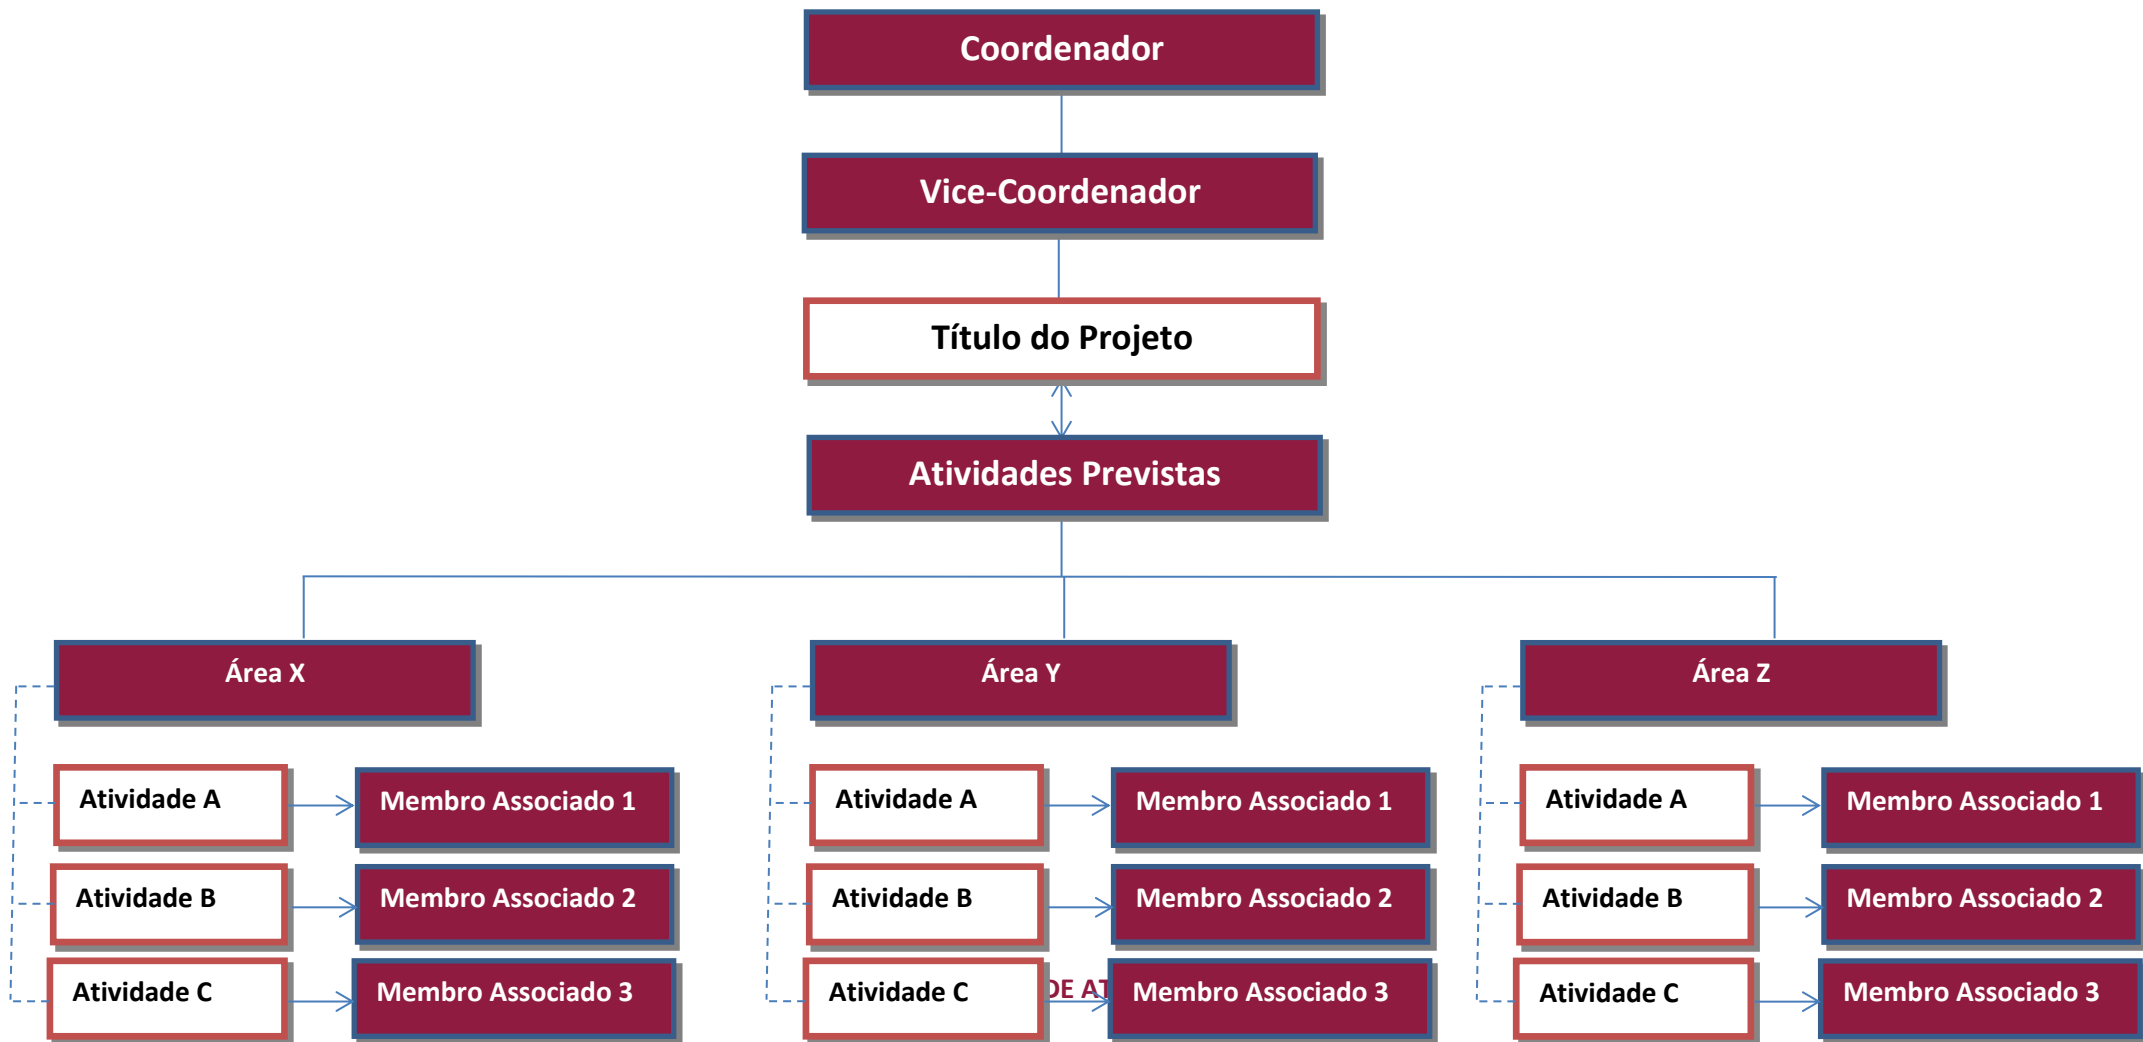 Coordenador
Vice-Coordenador
Título do Projeto
Atividades Previstas
Área X
Área Y
Área Z
Atividade A
Membro Associado 1
Atividade A
Membro Associado 1
Atividade A
Membro Associado 1
Atividade B
Membro Associado 2
Atividade B
Membro Associado 2
Atividade B
Membro Associado 2
Atividade C
Membro Associado 3
Atividade C
DE
Membro Associado 3
Atividade C
Membro Associado 3